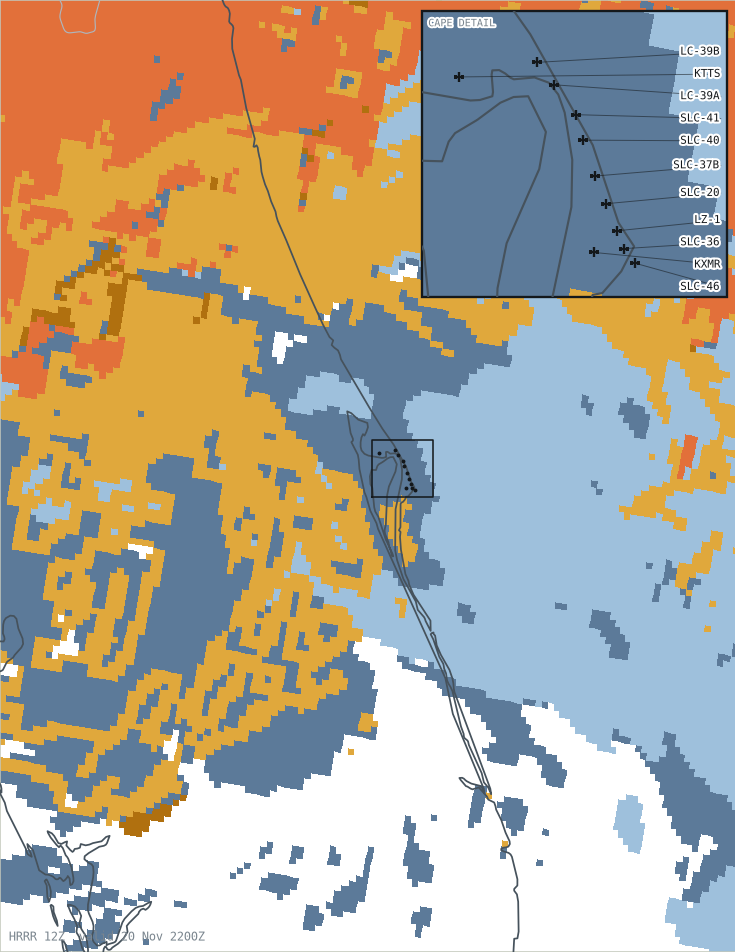 CAPE DETAIL
LC-39B
KTTS
LC-39A
SLC-41
SLC-40
SLC-37B
SLC-20
LZ-1
SLC-36
KXMR
SLC-46
HRRR 12Z 20 Nov 2200Z